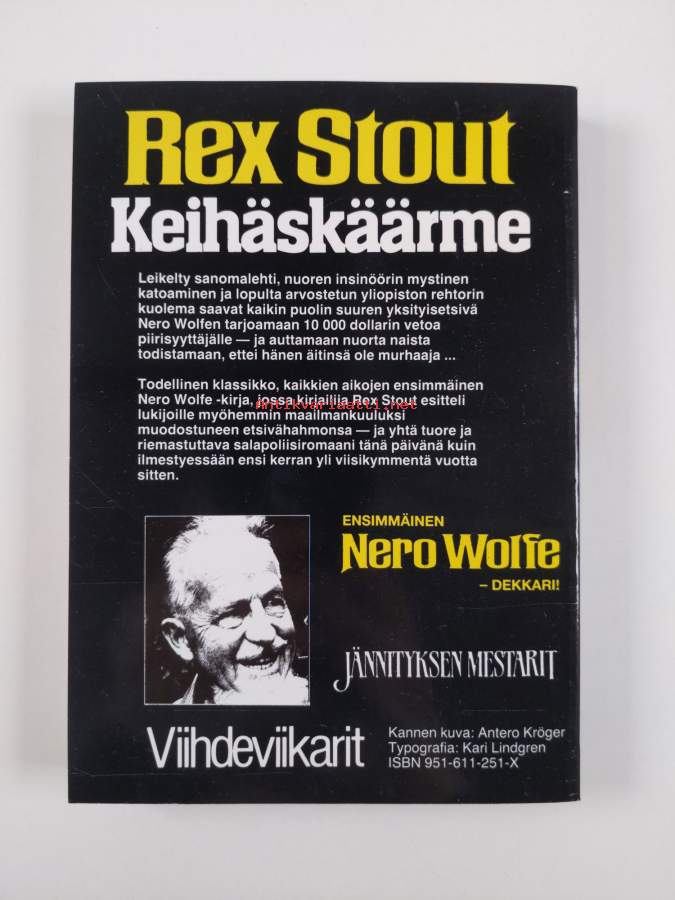 Rex Stout
Keihäskäärme
Leikelty sanomalehti, nuoren insinöörin mystinen
katoaminen ja lopulta arvostetun yliopiston rehtorin
kuolema saavat kaikin puolin suuren yksityisetsivä
Nero Wolfen tarjoamaan 10 000 dollarin vetoa
piirisyyttäjälle — ja auttamaan nuorta naista
todistamaan, ettei hänen äitinsä ole murhaaja ...
Todellinen klassikko, kaikkien aikojen ensimmäinen
Nero Wolfe -kirja, jossa kirjailija Rex Stout esitteli
antikvariaatti.net
lukijoille myöhemmin maailmankuuluksi
muodostuneen etsivähahmonsa — ja yhtä tuore ja
riemastuttava salapoliisiromaani tänä päivänä kuin
ilmestyessään ensi kerran yli viisikymmentä vuotta
sitten.
ENSIMMÄINEN
Nero Wolfe
– DEKKARI!
JÄNNITYKSEN MESTARIT
Viihdeviikarit
Kannen kuva: Antero Kröger
Typografia: Kari Lindgren
ISBN 951-611-251-X